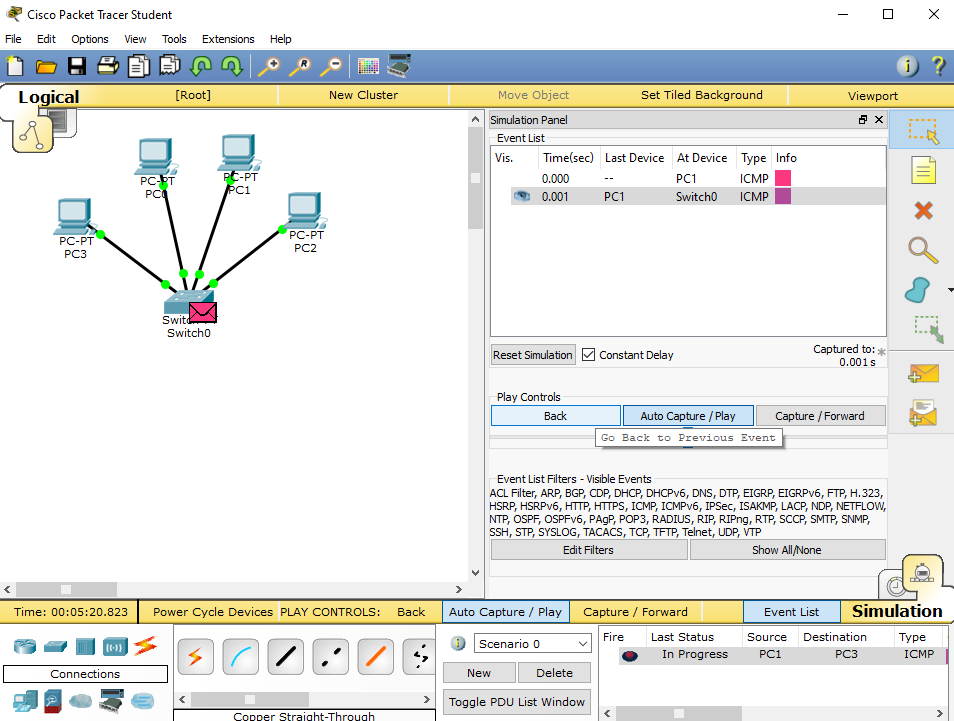 Cisco Packet Tracer Student
File Edit Options View Tools Extensions Help
Logical [Root] New Cluster Move Object Set Tiled Background Viewport
PC-PT
PC0
PC-PT
PC1
PC-PT
PC3
PC-PT
PC2
Switch0
Simulation Panel
Event List
Vis. Time(sec) Last Device At Device Type Info
0.000 -- PC1 ICMP
0.001 PC1 Switch0 ICMP
Reset Simulation Constant Delay Captured to: *
0.001 s
Play Controls
Back Auto Capture / Play Capture / Forward
Go Back to Previous Event
Event List Filters - Visible Events
ACL Filter, ARP, BGP, CDP, DHCP, DHCPv6, DNS, DTP, EIGRP, EIGRPv6, FTP, H.323,
HSRP, HSRPv6, HTTP, HTTPS, ICMP, ICMPv6, IPSec, ISAKMP, LACP, NDP, NETFLOW,
NTP, OSPF, OSPFv6, PAgP, POP3, RADIUS, RIP, RIPng, RTP, SCCP, SMTP, SNMP,
SSH, STP, SYSLOG, TACACS, TCP, TFTP, Telnet, UDP, VTP
Edit Filters Show All/None
Time: 00:05:20.823 Power Cycle Devices PLAY CONTROLS: Back Auto Capture / Play Capture / Forward Event List Simulation
Connections
Copper Straight-Through
Scenario 0
New Delete
Toggle PDU List Window
Fire Last Status Source Destination Type
In Progress PC1 PC3 ICMP